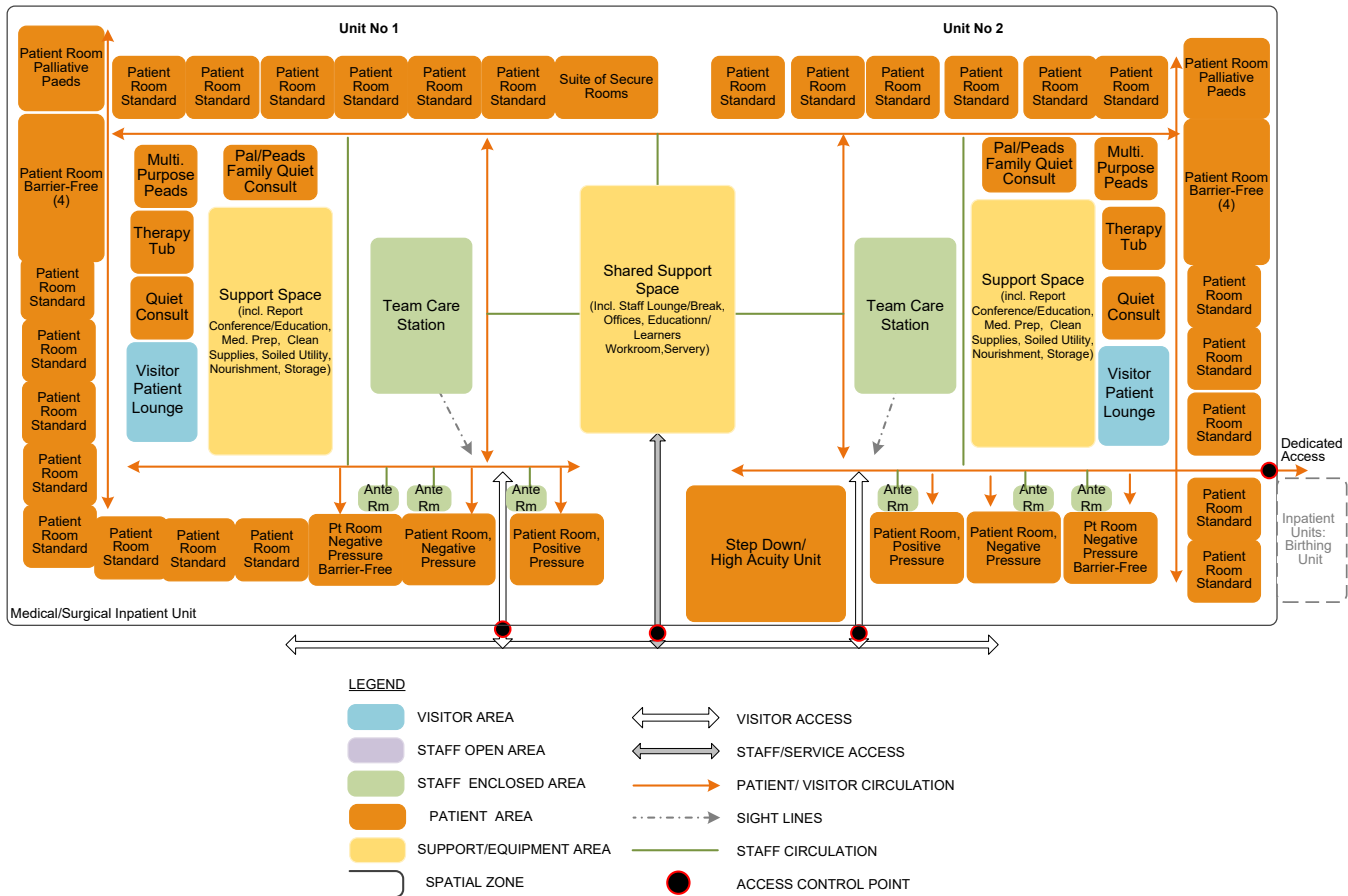 Unit No 1
Unit No 2
Patient Room
Palliative
Paeds
Patient
Room
Standard
Patient
Room
Standard
Patient
Room
Standard
Patient
Room
Standard
Patient
Room
Standard
Patient
Room
Standard
Suite of Secure
Rooms
Patient
Room
Standard
Patient
Room
Standard
Patient
Room
Standard
Patient
Room
Standard
Patient
Room
Standard
Patient
Room
Standard
Patient Room
Palliative
Paeds
Patient Room
Barrier-Free
(4)
Multi.
Purpose
Peads
Pal/Peads
Family Quiet
Consult
Therapy
Tub
Quiet
Consult
Visitor
Patient
Lounge
Support Space
(incl. Report
Conference/Education,
Med. Prep,  Clean
Supplies, Soiled Utility,
Nourishment, Storage)
Team Care
Station
Shared Support
Space
(Incl. Staff Lounge/Break,
Offices, Educationn/
Learners
Workroom,Servery)
Team Care
Station
Pal/Peads
Family Quiet
Consult
Support Space
(incl. Report
Conference/Education,
Med. Prep,  Clean
Supplies, Soiled Utility,
Nourishment, Storage)
Multi.
Purpose
Peads
Therapy
Tub
Quiet
Consult
Visitor
Patient
Lounge
Patient Room
Barrier-Free
(4)
Patient
Room
Standard
Patient
Room
Standard
Patient
Room
Standard
Patient
Room
Standard
Patient
Room
Standard
Patient
Room
Standard
Patient
Room
Standard
Patient
Room
Standard
Ante
Rm
Ante
Rm
Ante
Rm
Pt Room
Negative
Pressure
Barrier-Free
Patient Room,
Negative
Pressure
Patient Room,
Positive
Pressure
Step Down/
High Acuity Unit
Ante
Rm
Ante
Rm
Ante
Rm
Patient Room,
Positive
Pressure
Patient Room,
Negative
Pressure
Pt Room
Negative
Pressure
Barrier-Free
Patient
Room
Standard
Patient
Room
Standard
Patient
Room
Standard
Patient
Room
Standard
Patient
Room
Standard
Dedicated
Access
Inpatient
Units:
Birthing
Unit
Medical/Surgical Inpatient Unit
LEGEND
VISITOR AREA
STAFF OPEN AREA
STAFF  ENCLOSED AREA
PATIENT  AREA
SUPPORT/EQUIPMENT AREA
SPATIAL ZONE
VISITOR ACCESS
STAFF/SERVICE ACCESS
PATIENT/ VISITOR CIRCULATION
SIGHT LINES
STAFF CIRCULATION
ACCESS CONTROL POINT